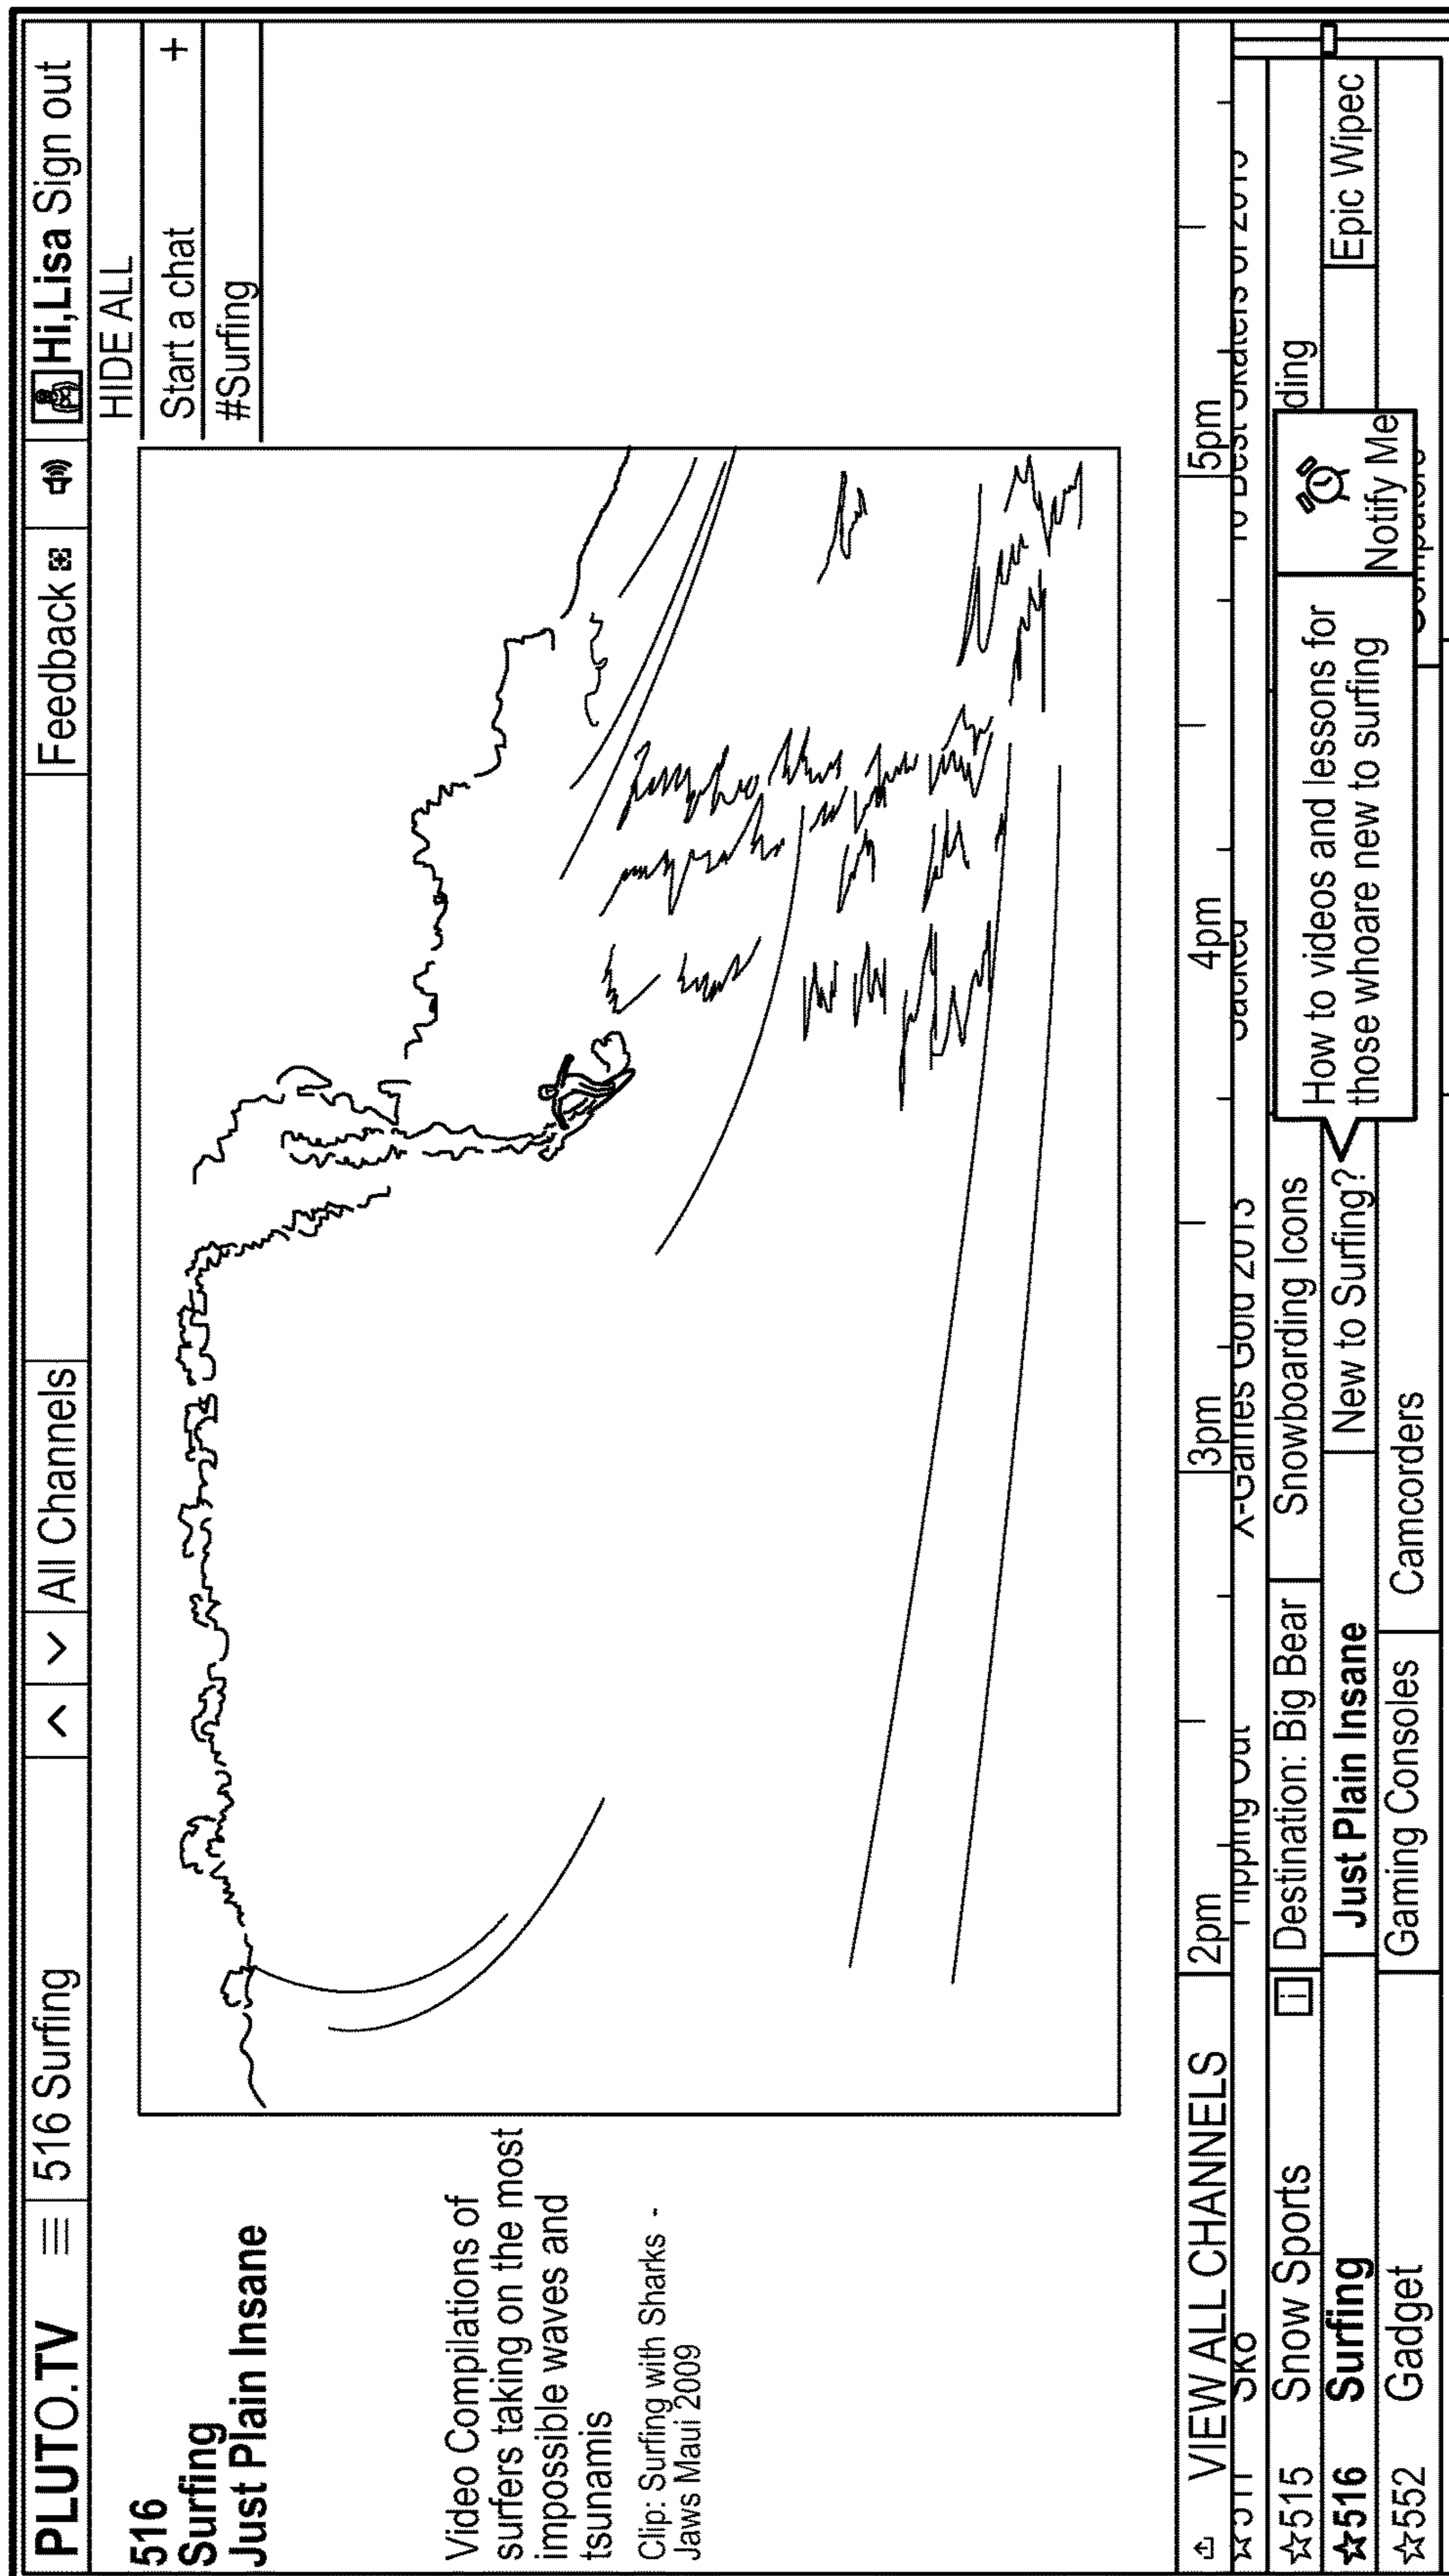 PLUTO.TV 516 Surfing All Channels Feedback Hi,Lisa Sign out
HIDE ALL
Start a chat +
#Surfing
516
Surfing
Just Plain Insane
Video Compilations of
surfers taking on the most
impossible waves and
tsunamis
Clip: Surfing with Sharks -
Jaws Maui 2009
VIEW ALL CHANNELS 2pm 3pm 4pm 5pm
☆511 X-Games Gold 2013
☆515 Snow Sports i Destination: Big Bear Snowboarding Icons ding
☆516 Surfing Just Plain Insane New to Surfing? Epic Wipec
How to videos and lessons for
those whoare new to surfing
Notify Me
☆552 Gadget Gaming Consoles Camcorders